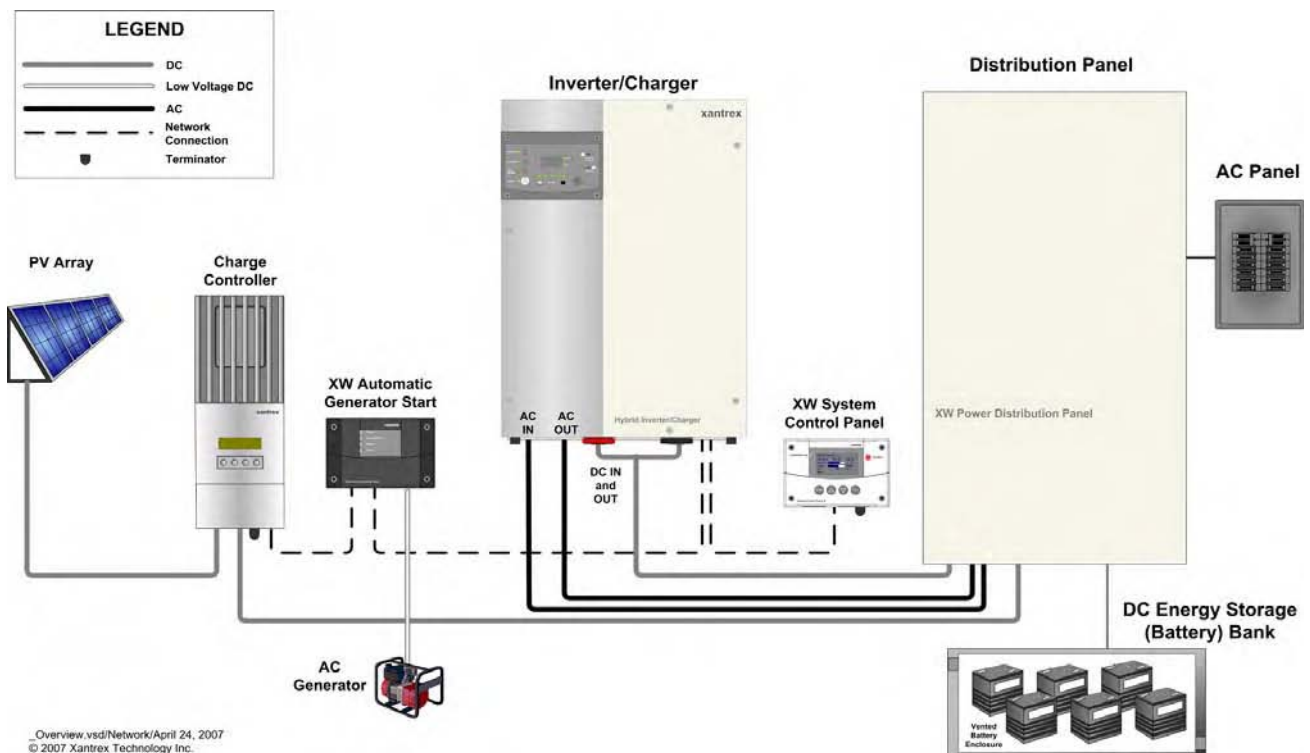 LEGEND
DC
Low Voltage DC
AC
Network
Connection
Terminator
Inverter/Charger
Distribution Panel
xantrex
AC Panel
PV Array
Charge
Controller
xantrex
XW Automatic
Generator Start
AC
IN
AC
OUT
Hybrid Inverter/Charger
XW System
Control Panel
XW Power Distribution Panel
DC IN
and
OUT
DC Energy Storage
(Battery) Bank
AC
Generator
Vented
Battery
Enclosure
_Overview.vsd/Network/April 24, 2007
© 2007 Xantrex Technology Inc.